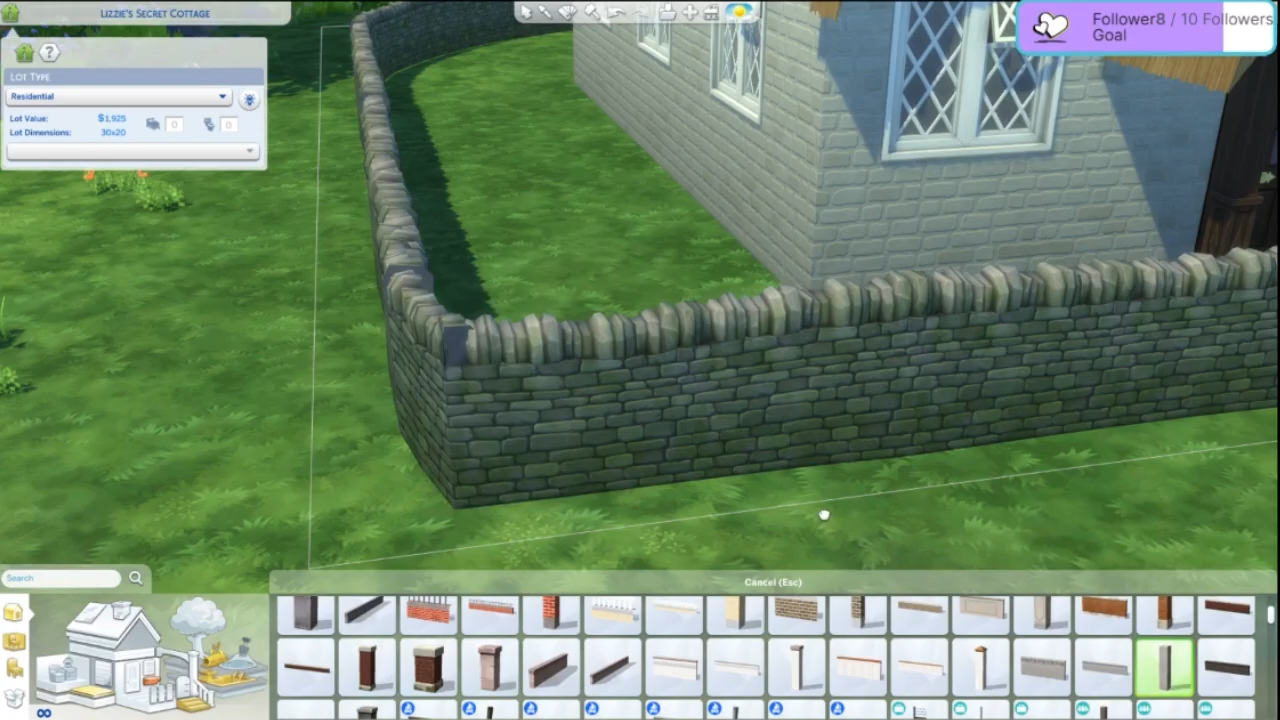 Lizzie's Secret Cottage
Follower8 / 10 Followers
Goal
?
Lot Type
Residential
Lot Value: $1,925 0 0
Lot Dimensions: 30x20
Search
Cancel (Esc)